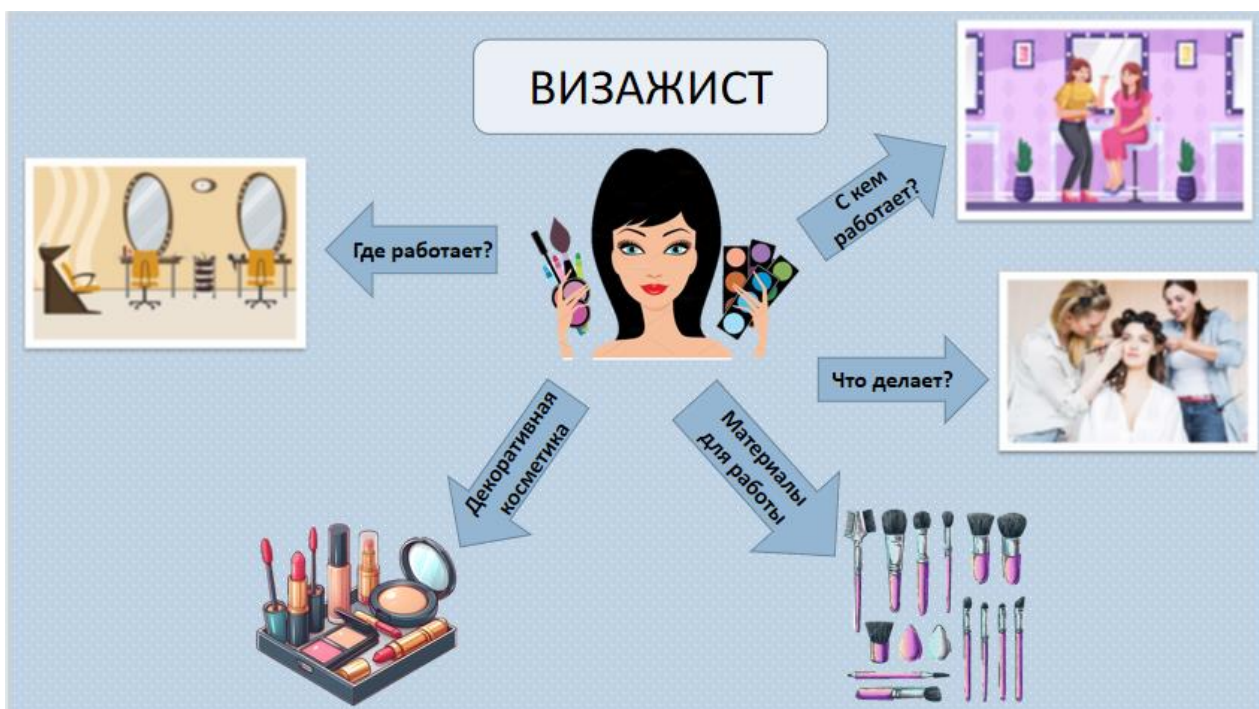 ВИЗАЖИСТ
С кем
работает?
Где работает?
Что делает?
Декоративная
косметика
Материалы
для работы